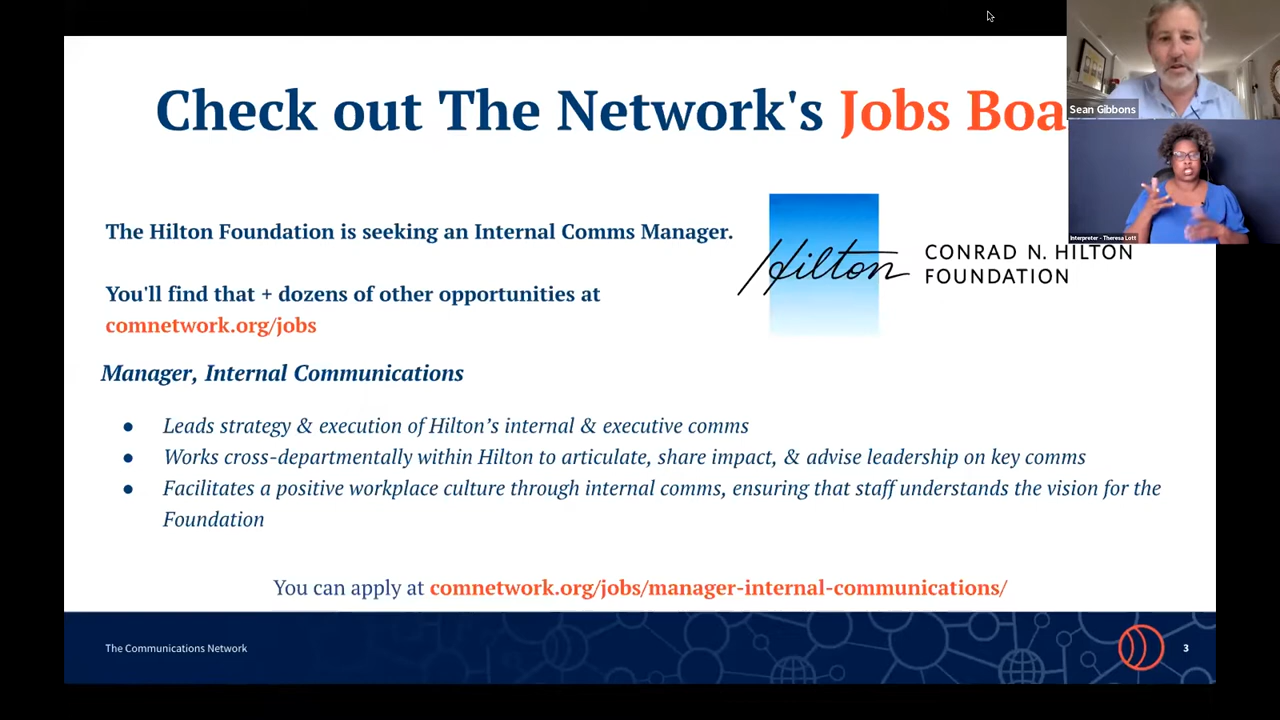 Check out The Network's Jobs Boa
Sean Gibbons
Interpreter - Theresa Lott
The Hilton Foundation is seeking an Internal Comms Manager.
Hilton
CONRAD N. HILTON
FOUNDATION
You'll find that + dozens of other opportunities at
comnetwork.org/jobs
Manager, Internal Communications
● Leads strategy & execution of Hilton’s internal & executive comms
● Works cross-departmentally within Hilton to articulate, share impact, & advise leadership on key comms
● Facilitates a positive workplace culture through internal comms, ensuring that staff understands the vision for the
Foundation
You can apply at comnetwork.org/jobs/manager-internal-communications/
The Communications Network
3